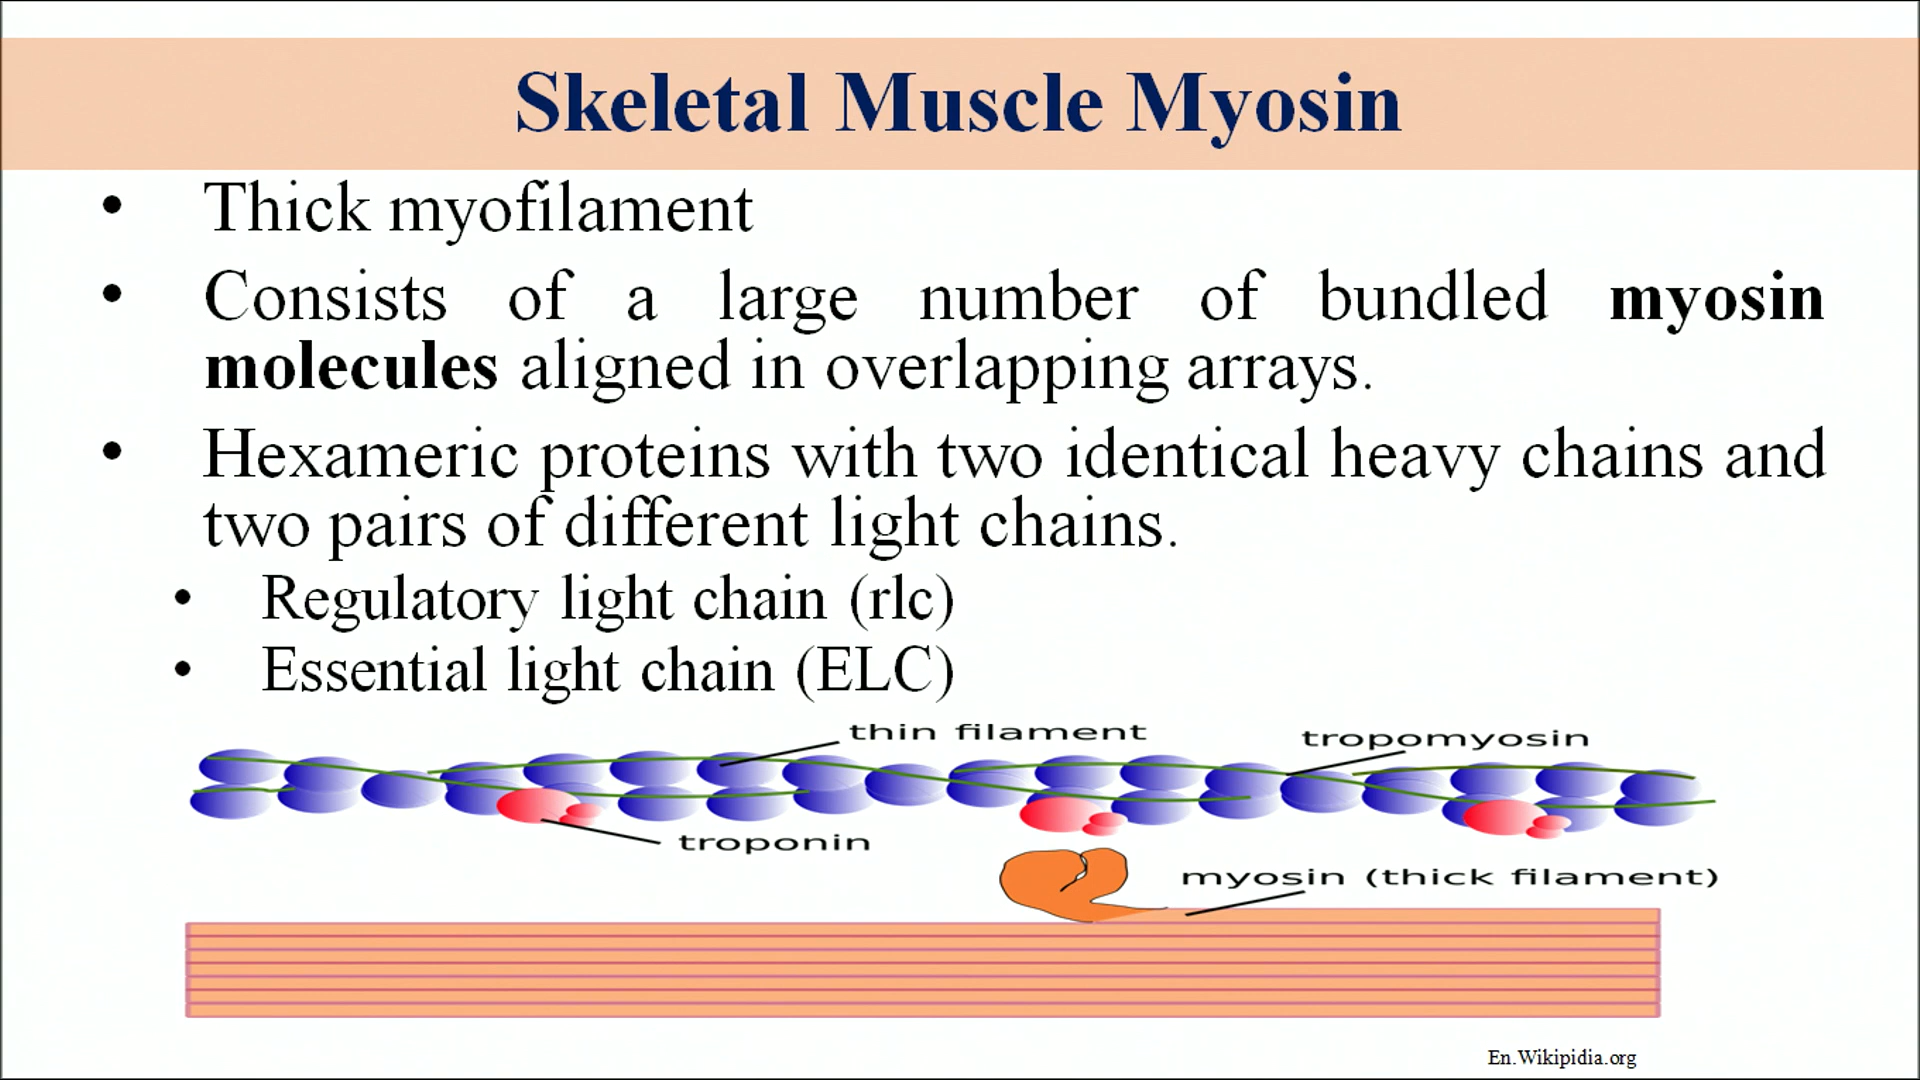 Skeletal Muscle Myosin
• Thick myofilament
• Consists of a large number of bundled myosin
molecules aligned in overlapping arrays.
• Hexameric proteins with two identical heavy chains and
two pairs of different light chains.
• Regulatory light chain (rlc)
• Essential light chain (ELC)
thin filament
tropomyosin
troponin
myosin (thick filament)
En.Wikipidia.org